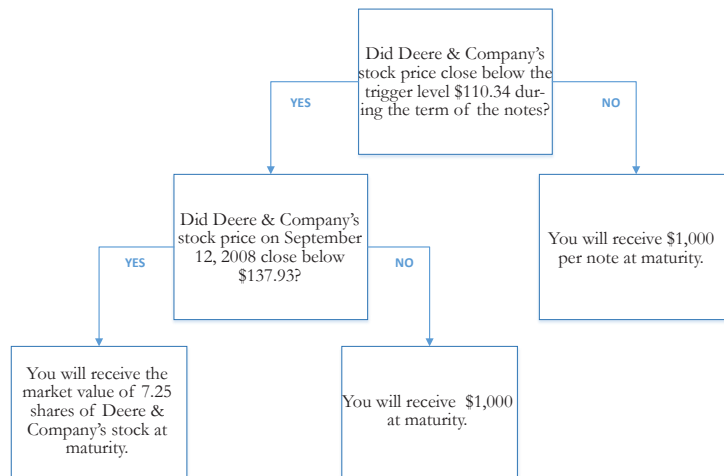 Did Deere & Company's
stock price close below the
trigger level $110.34 dur-
ing the term of the notes?
YES
NO
Did Deere & Company's
stock price on September
12, 2008 close below
$137.93?
You will receive $1,000
per note at maturity.
YES
NO
You will receive the
market value of 7.25
shares of Deere &
Company's stock at
maturity.
You will receive $1,000
at maturity.